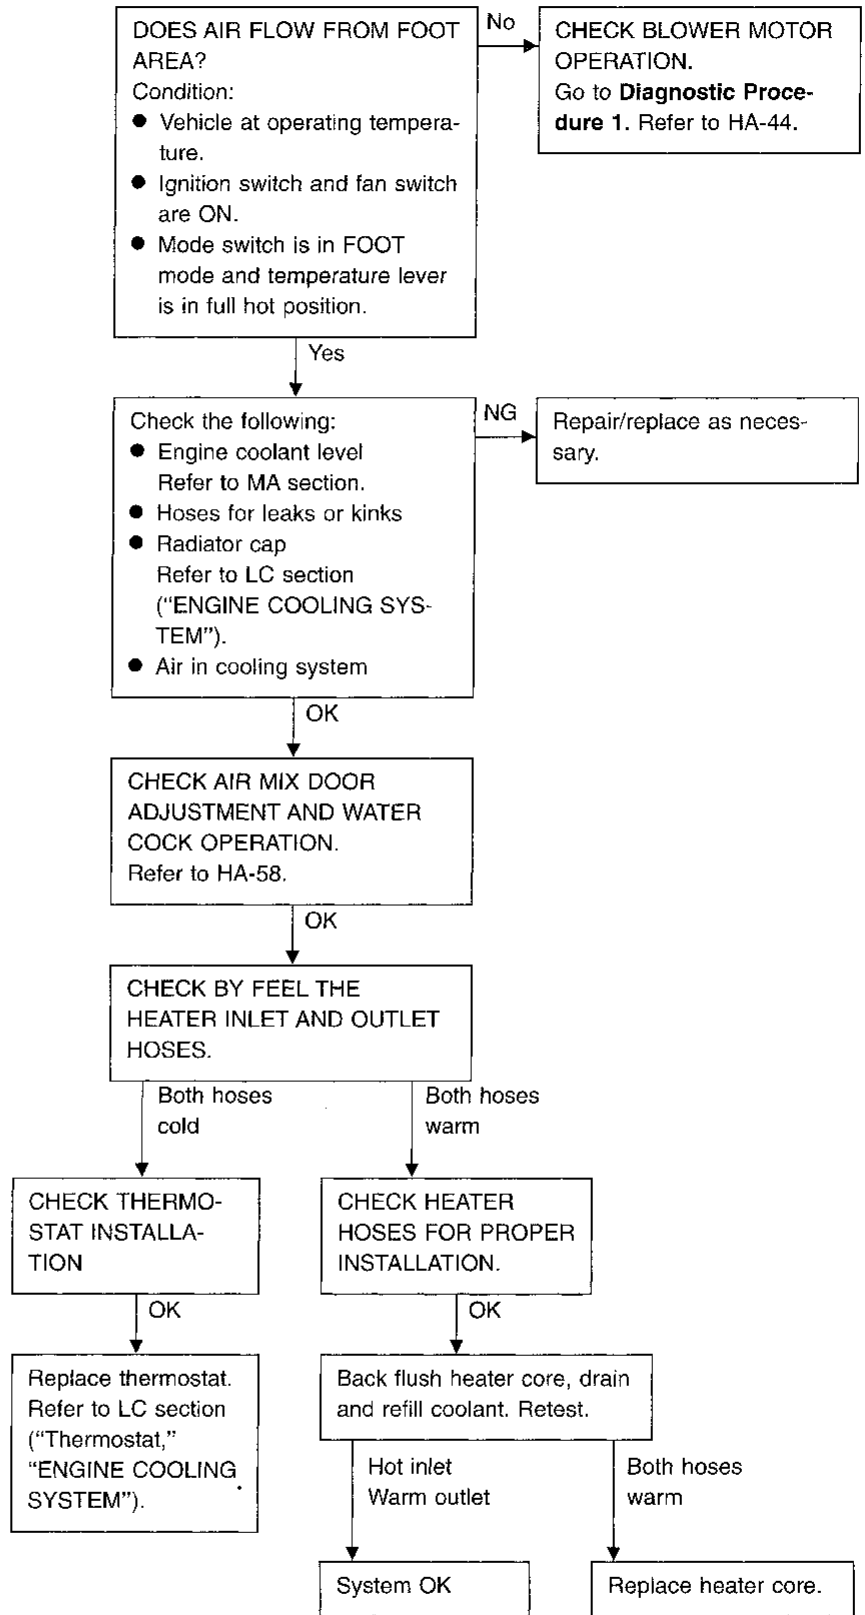 DOES AIR FLOW FROM FOOT
AREA?
Condition:
● Vehicle at operating tempera-
ture.
● Ignition switch and fan switch
are ON.
● Mode switch is in FOOT
mode and temperature lever
is in full hot position.
No
CHECK BLOWER MOTOR
OPERATION.
Go to Diagnostic Proce-
dure 1. Refer to HA-44.
Yes
Check the following:
● Engine coolant level
Refer to MA section.
● Hoses for leaks or kinks
● Radiator cap
Refer to LC section
(“ENGINE COOLING SYS-
TEM”).
● Air in cooling system
NG
Repair/replace as neces-
sary.
OK
CHECK AIR MIX DOOR
ADJUSTMENT AND WATER
COCK OPERATION.
Refer to HA-58.
OK
CHECK BY FEEL THE
HEATER INLET AND OUTLET
HOSES.
Both hoses
cold
Both hoses
warm
CHECK THERMO-
STAT INSTALLA-
TION
CHECK HEATER
HOSES FOR PROPER
INSTALLATION.
OK
OK
Replace thermostat.
Refer to LC section
(“Thermostat,”
“ENGINE COOLING
SYSTEM”).
Back flush heater core, drain
and refill coolant. Retest.
Hot inlet
Warm outlet
Both hoses
warm
System OK
Replace heater core.